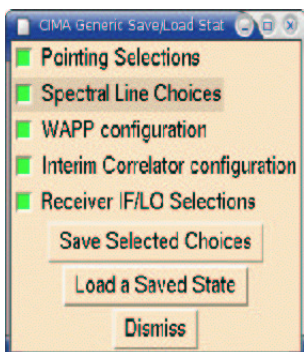 CIMA Generic Save/Load Stat
Pointing Selections
Spectral Line Choices
WAPP configuration
Interim Correlator configuration
Receiver IF/LO Selections
Save Selected Choices
Load a Saved State
Dismiss